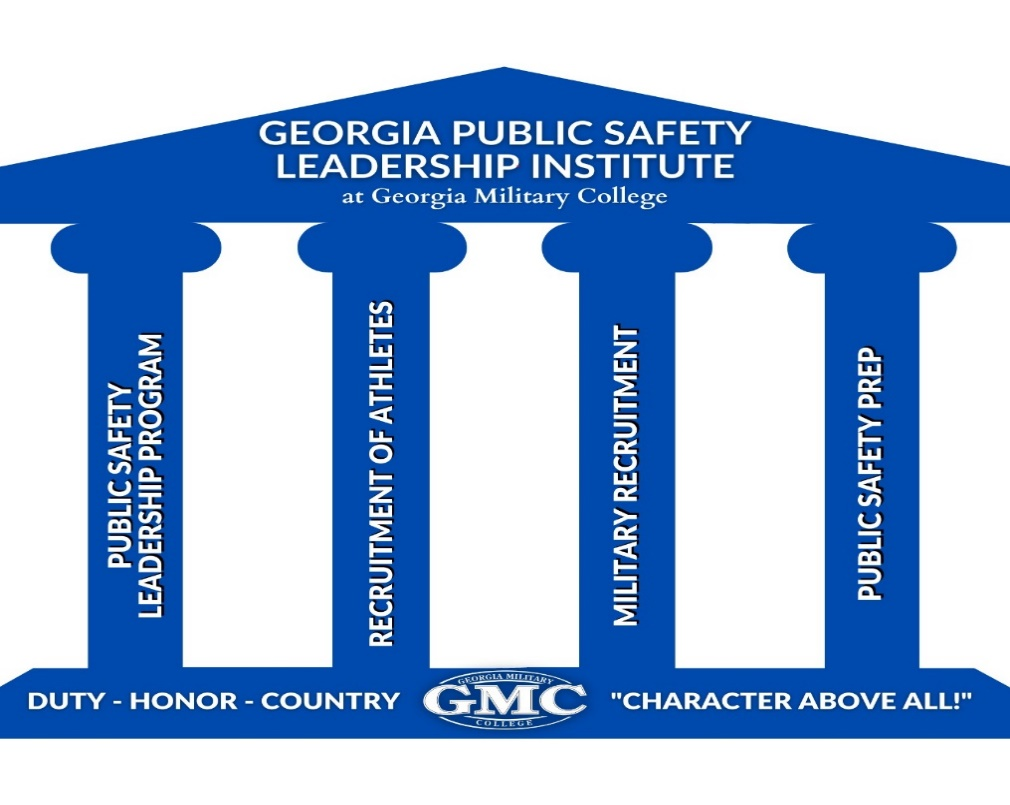 GEORGIA PUBLIC SAFETY
LEADERSHIP INSTITUTE
at Georgia Military College
PUBLIC SAFETY
LEADERSHIP PROGRAM
RECRUITMENT OF ATHLETES
MILITARY RECRUITMENT
PUBLIC SAFETY PREP
DUTY - HONOR - COUNTRY
GEORGIA MILITARY
GMC
COLLEGE
"CHARACTER ABOVE ALL!"